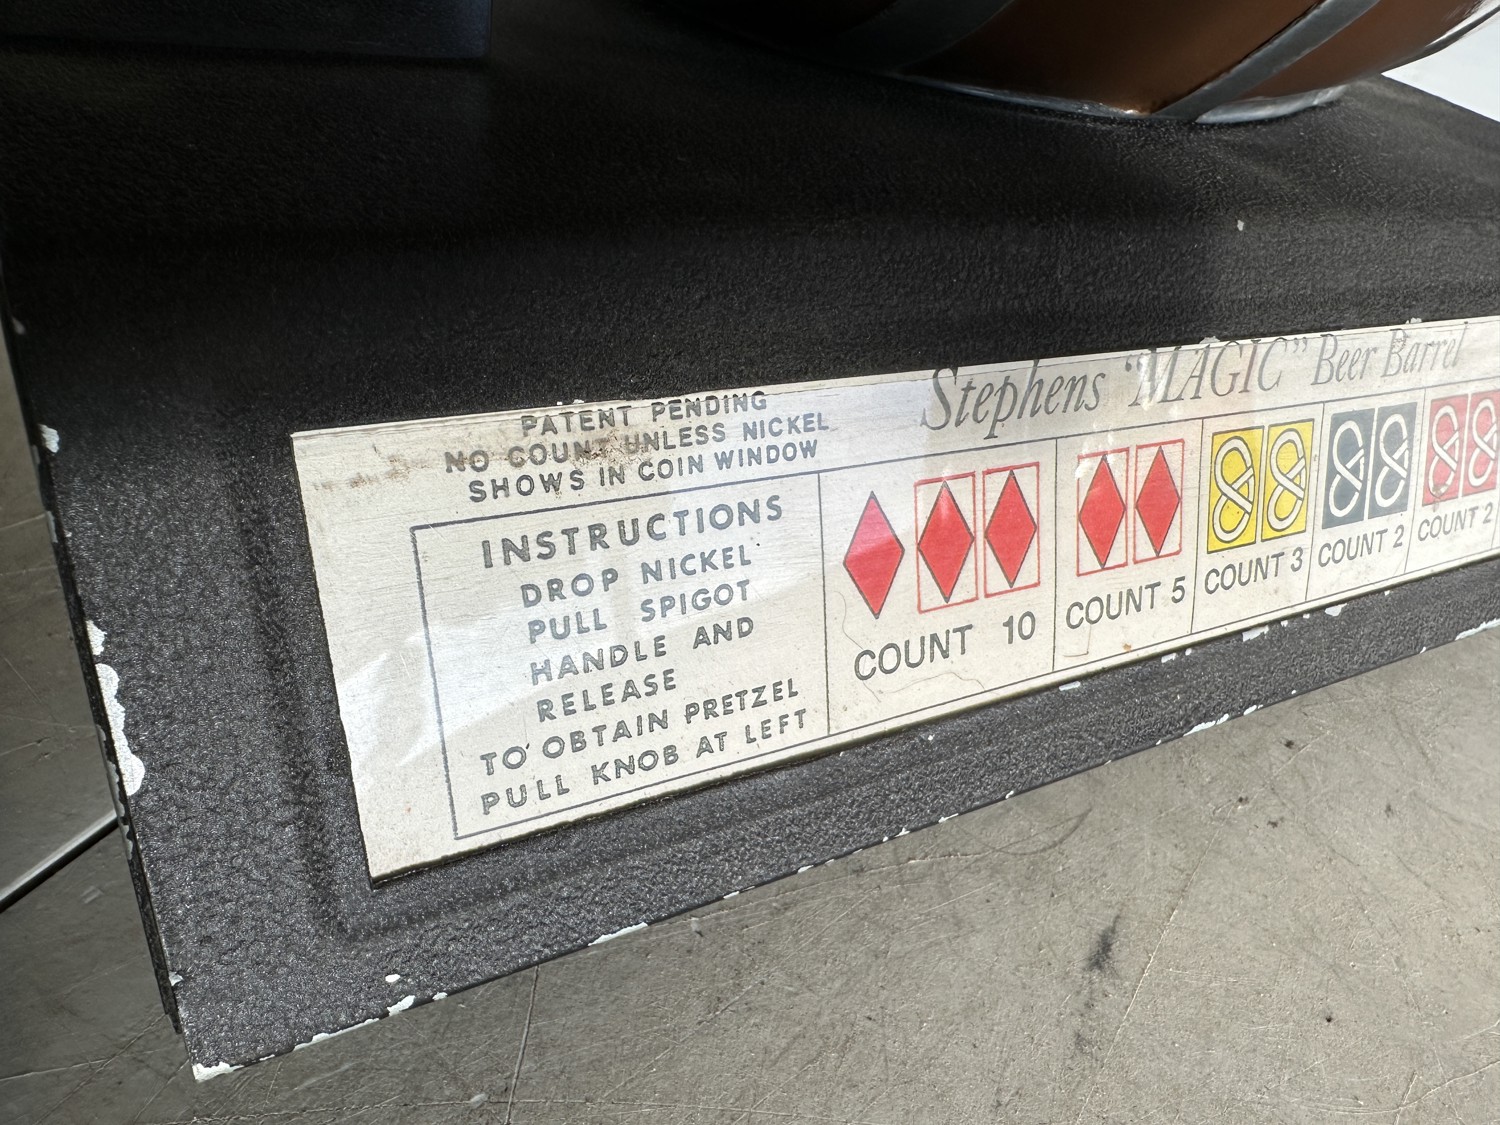 PATENT PENDING
NO COUNT UNLESS NICKEL
SHOWS IN COIN WINDOW
INSTRUCTIONS
DROP NICKEL
PULL SPIGOT
HANDLE AND
RELEASE
TO OBTAIN PRETZEL
PULL KNOB AT LEFT
Stephens "MAGIC" Beer Barrel
COUNT 10
COUNT 5
COUNT 3
COUNT 2
COUNT 2